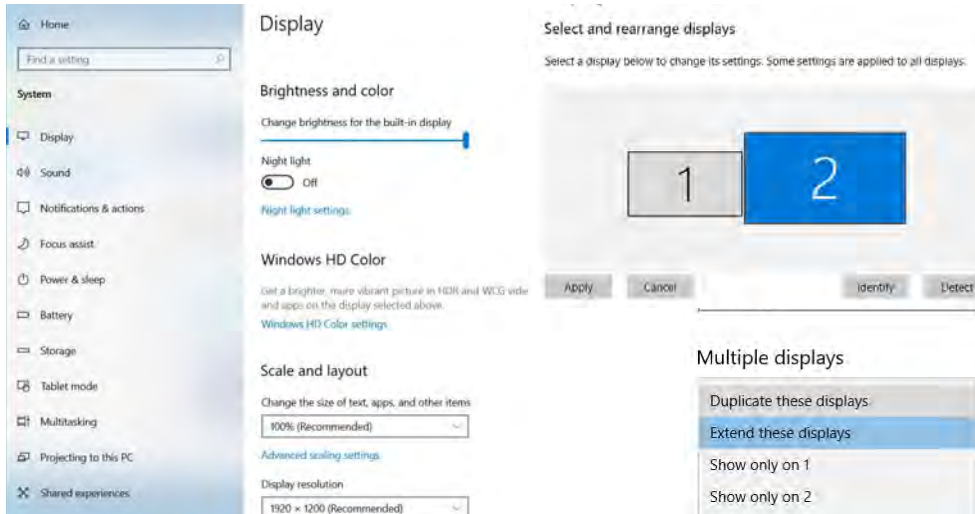 Home
Find a setting
System
Display
Sound
Notifications & actions
Focus assist
Power & sleep
Battery
Storage
Tablet mode
Multitasking
Projecting to this PC
Shared experiences
Display
Brightness and color
Change brightness for the built-in display
Night light
Off
Night light settings
Windows HD Color
Get a brighter, more vibrant picture in HDR and WCG vide
and apps on the display selected above.
Windows HD Color settings
Scale and layout
Change the size of text, apps, and other items
100% (Recommended)
Advanced scaling settings
Display resolution
1920 × 1200 (Recommended)
Select and rearrange displays
Select a display below to change its settings. Some settings are applied to all displays.
1
2
Apply
Cancel
Identify
Detect
Multiple displays
Duplicate these displays
Extend these displays
Show only on 1
Show only on 2